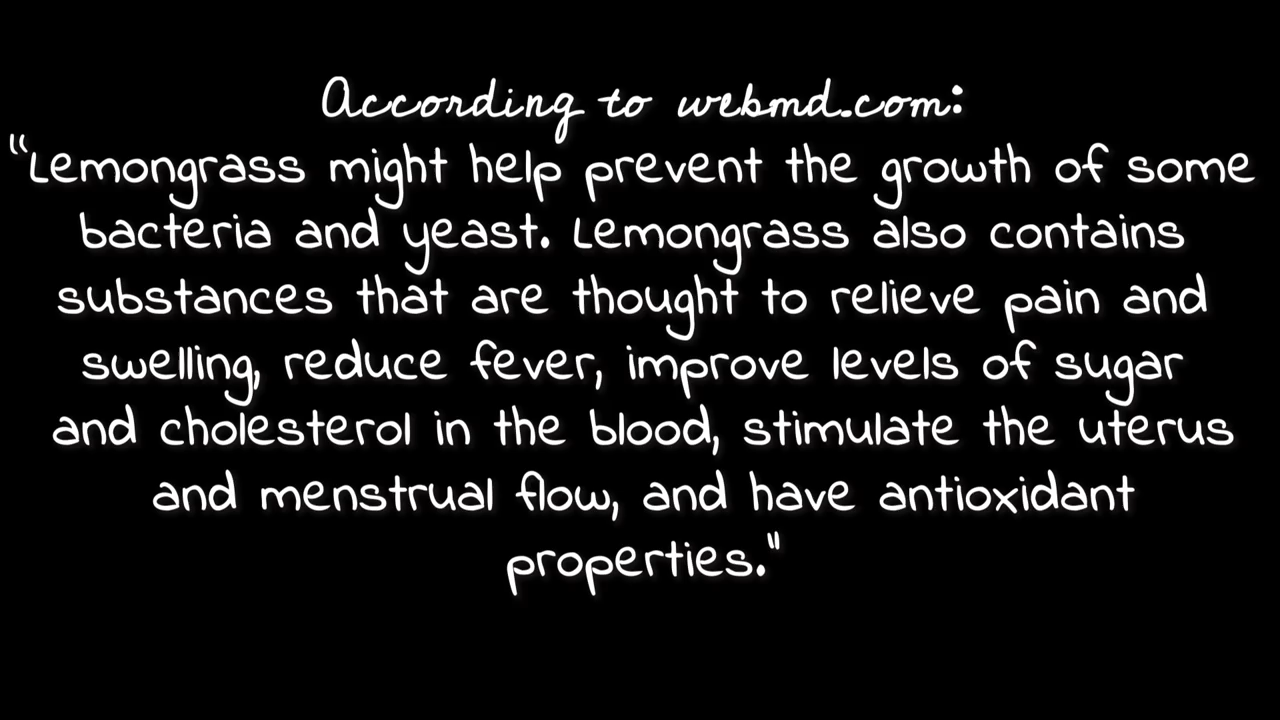 According to webmd.com:
"Lemongrass might help prevent the growth of some
bacteria and yeast. Lemongrass also contains
substances that are thought to relieve pain and
swelling, reduce fever, improve levels of sugar
and cholesterol in the blood, stimulate the uterus
and menstrual flow, and have antioxidant
properties."